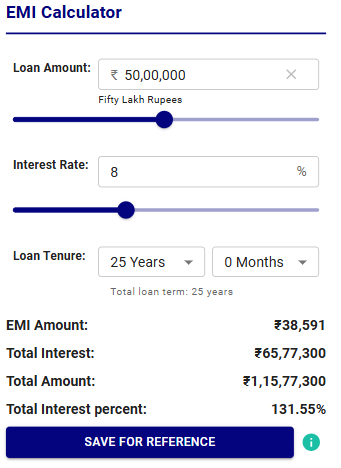 EMI Calculator
Loan Amount: ₹ 50,00,000
Fifty Lakh Rupees
Interest Rate: 8 %
Loan Tenure: 25 Years 0 Months
Total loan term: 25 years
EMI Amount: ₹38,591
Total Interest: ₹65,77,300
Total Amount: ₹1,15,77,300
Total Interest percent: 131.55%
SAVE FOR REFERENCE